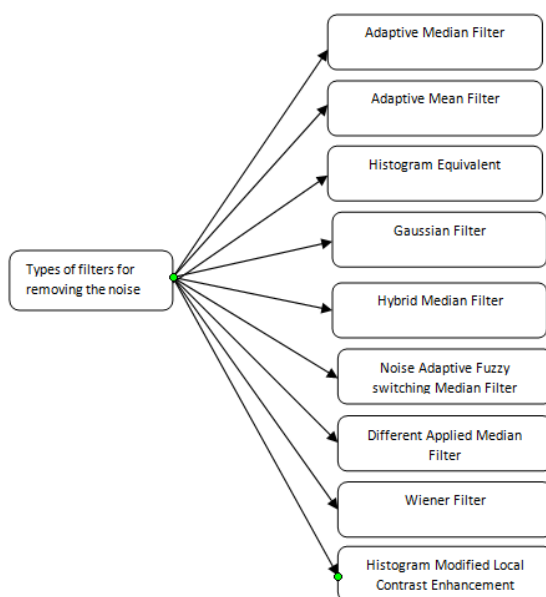 Adaptive Median Filter
Adaptive Mean Filter
Histogram Equivalent
Gaussian Filter
Types of filters for
removing the noise
Hybrid Median Filter
Noise Adaptive Fuzzy
switching Median Filter
Different Applied Median
Filter
Wiener Filter
Histogram Modified Local
Contrast Enhancement